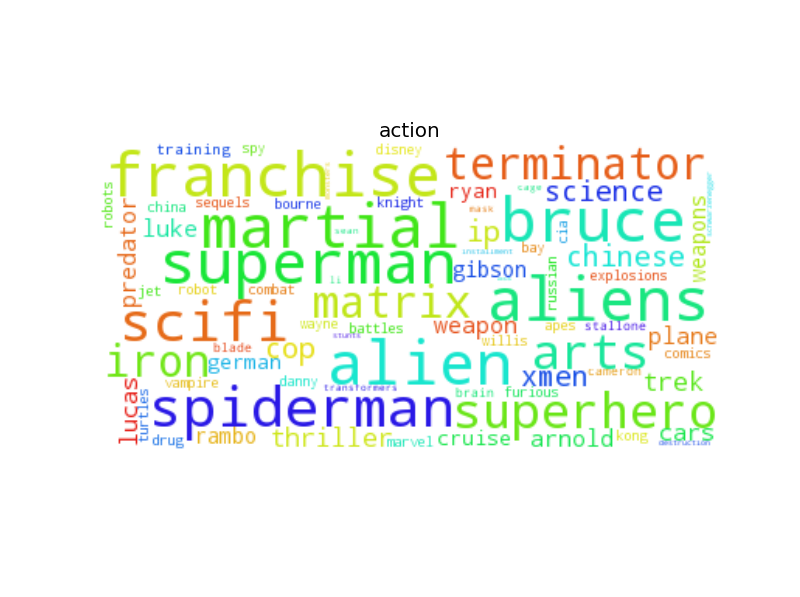 action
training spy disney
franchise
terminator
robots
ryan
cage
science
schwarzenegger
predator
china
sequels
bourne
knight
mask
bruce
weapons
luke
martial
sean
ip
cia
superman
installment
bay
chinese
gibson
russian
explosions
li
jet
robot
combat
matrix
aliens
scifi
wayne
battles
stunts
weapon
willis
apes
stallone
plane
iron
blade
german
cop
alien
arts
comics
vampire
danny
transformers
xmen
cameron
trek
lucas
turtles
spiderman
brain
furious
superhero
drug
rambo
thriller
marvel
cruise
arnold
kong
cars
destruction